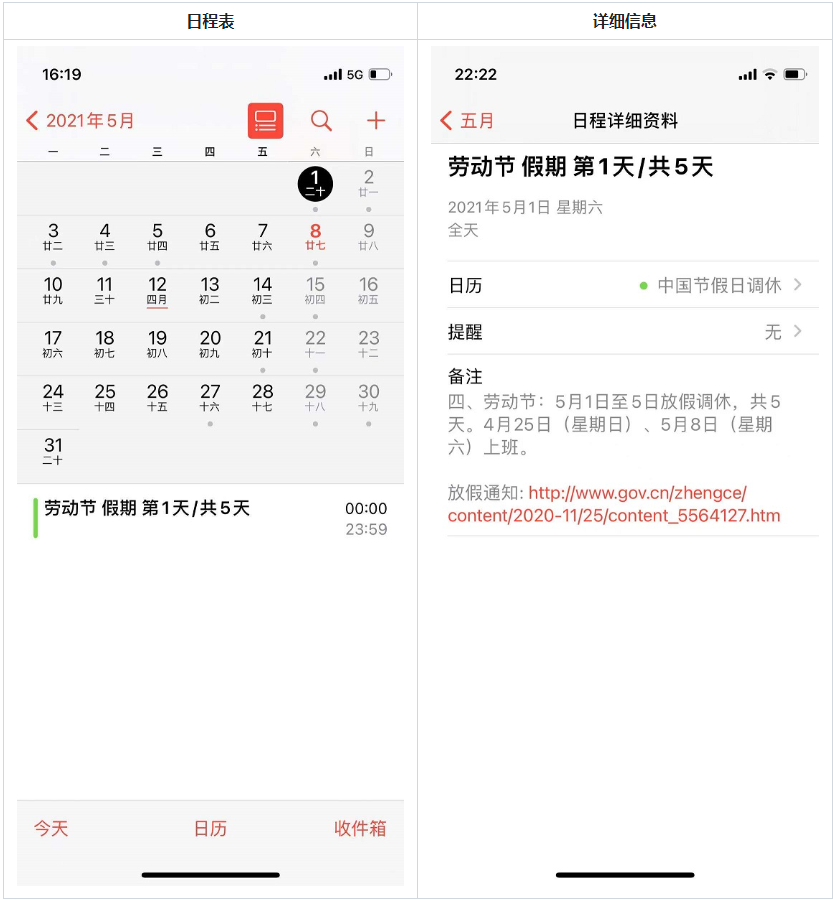 日程表
详细信息
16:19
5G
2021年5月
一 二 三 四 五 六 日
1 2
二十 廿一
3 4 5 6 7 8 9
廿二 廿三 廿四 廿五 廿六 廿七 廿八
10 11 12 13 14 15 16
廿九 三十 四月 初二 初三 初四 初五
17 18 19 20 21 22 23
初六 初七 初八 初九 初十 十一 十二
24 25 26 27 28 29 30
十三 十四 十五 十六 十七 十八 十九
31
二十
劳动节 假期 第1天/共5天
00:00
23:59
今天
日历
收件箱
22:22
五月
日程详细资料
劳动节 假期 第1天/共5天
2021年5月1日 星期六
全天
日历
中国节假日调休
提醒
无
备注
四、劳动节：5月1日至5日放假调休，共5
天。4月25日（星期日）、5月8日（星期
六）上班。
放假通知: http://www.gov.cn/zhengce/
content/2020-11/25/content_5564127.htm